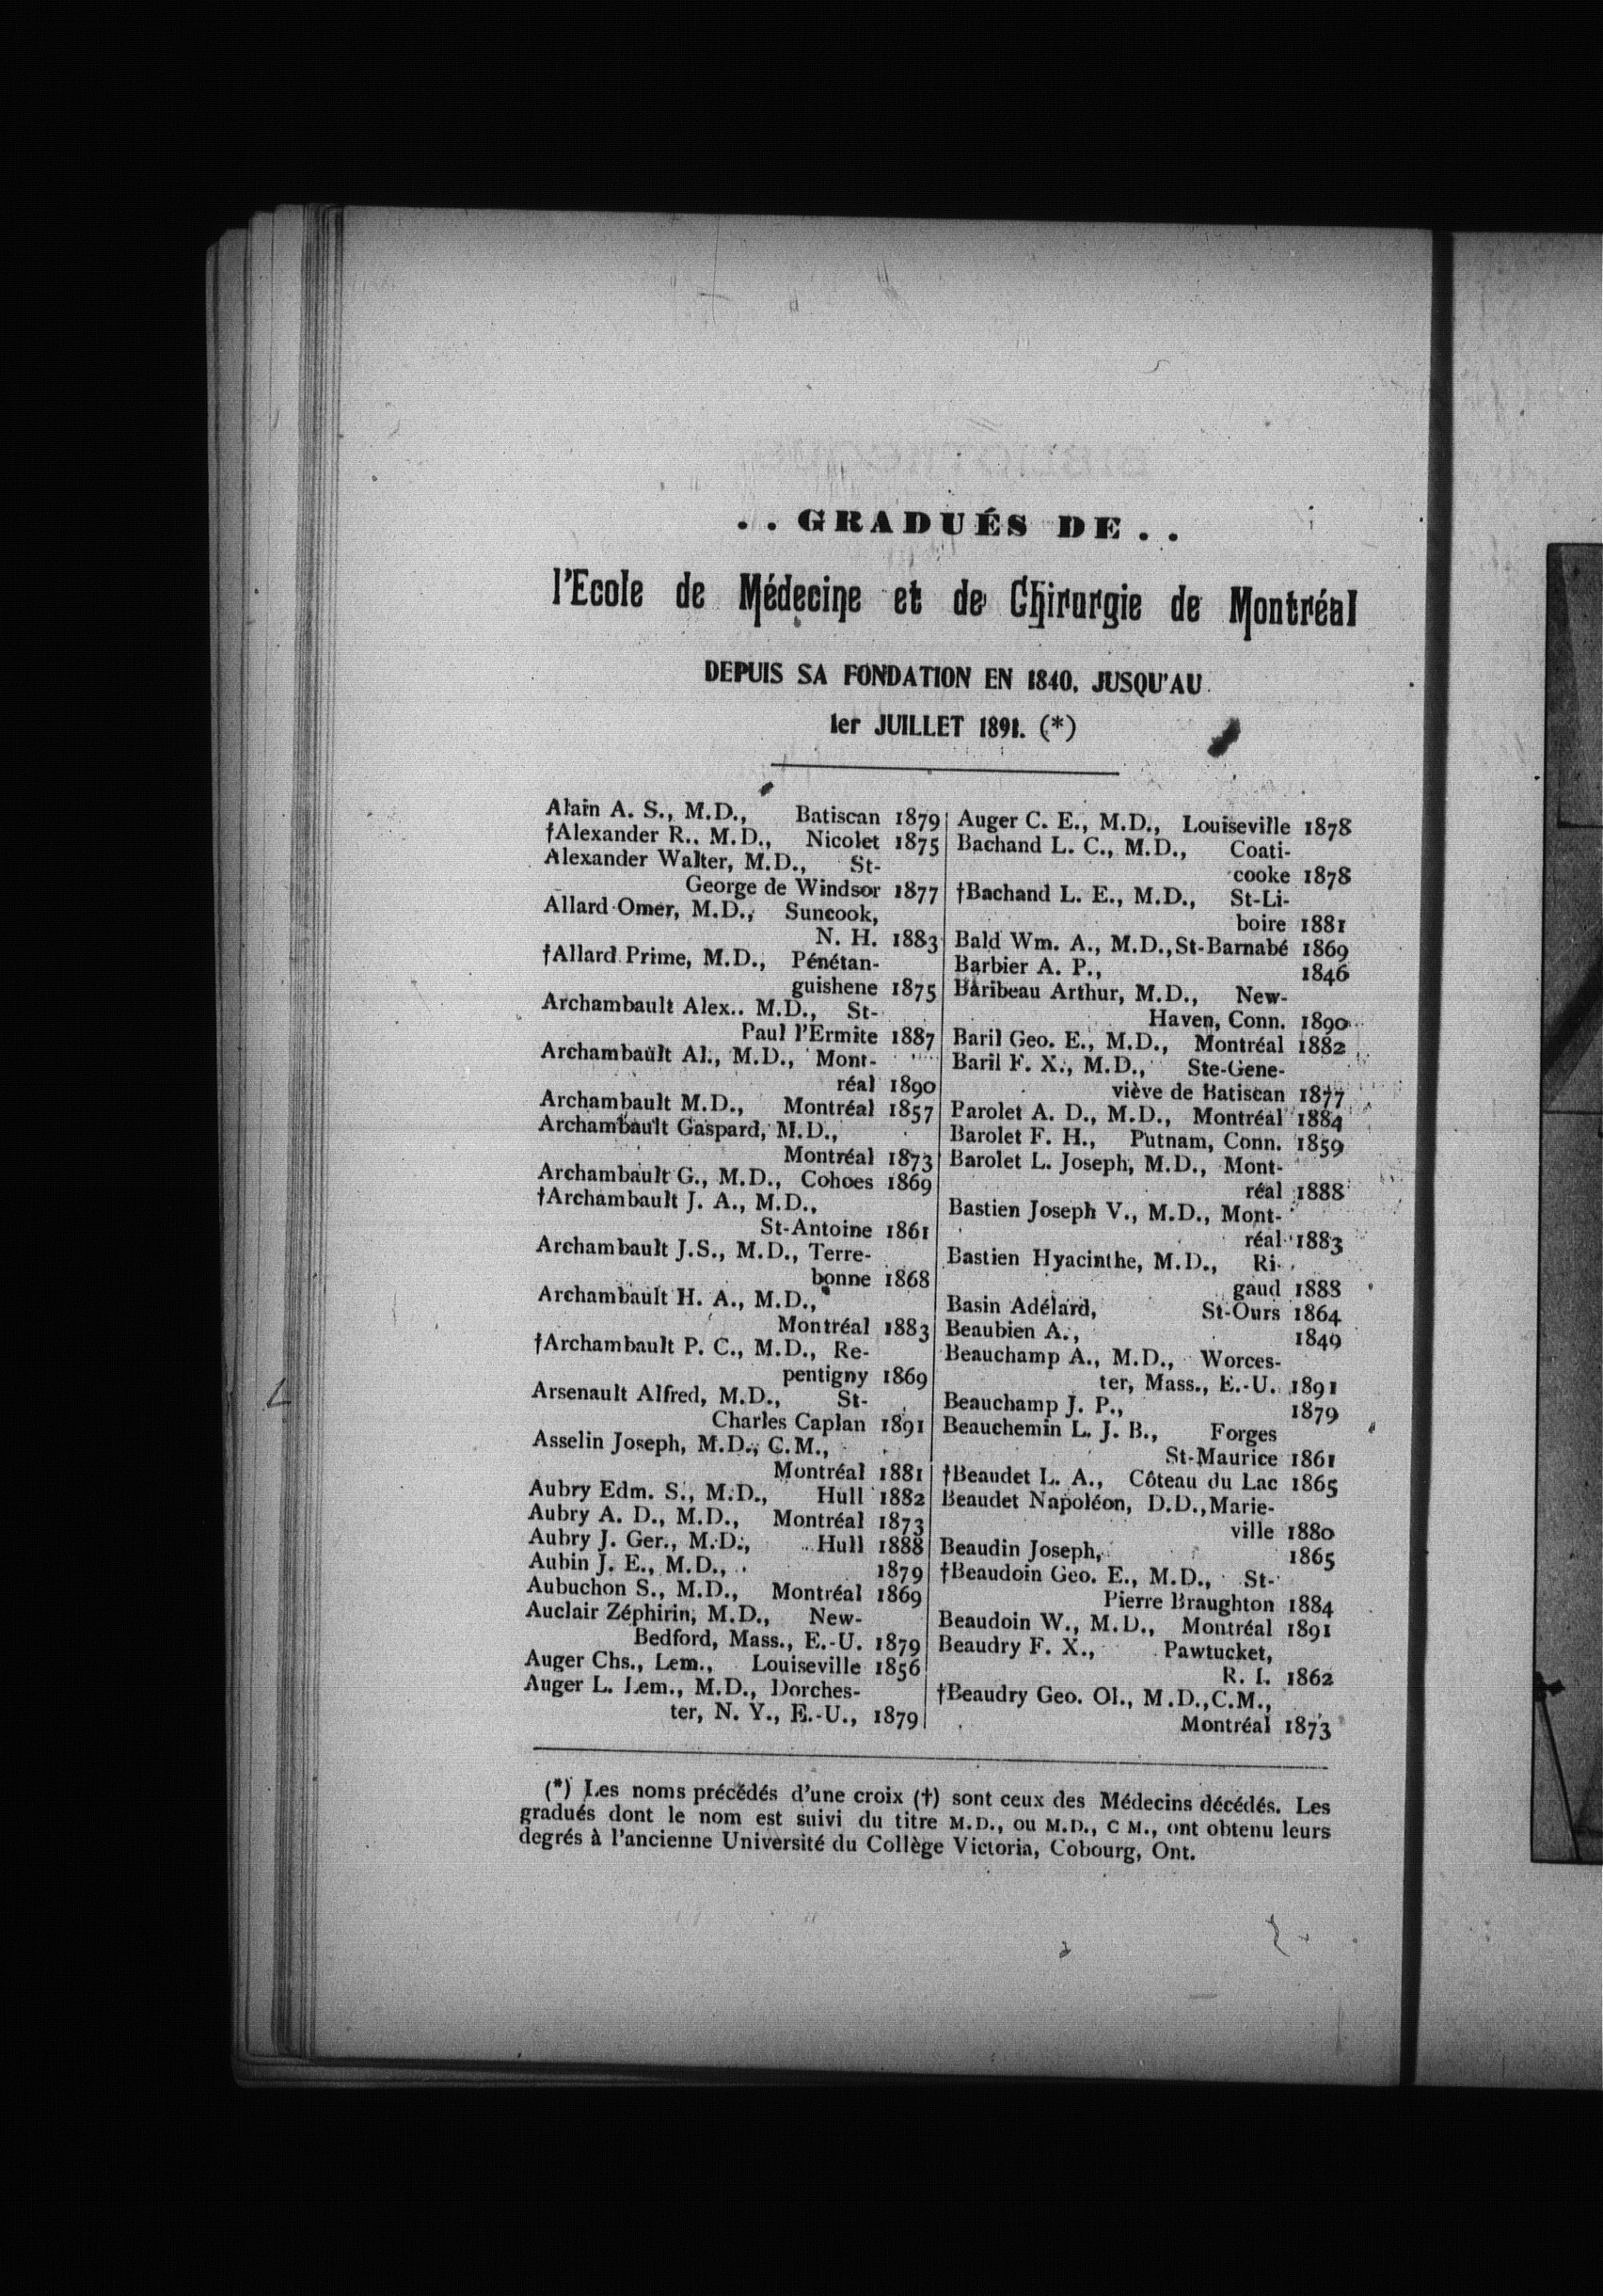 . . GRADUÉS DE . .
l'Ecole de Médecine et de Chirurgie de Montréal
DEPUIS SA FONDATION EN 1840, JUSQU'AU
1er JUILLET 1891. (*)
Alain A. S., M.D., Batiscan 1879
†Alexander R., M.D., Nicolet 1875
Alexander Walter, M.D., St-
George de Windsor 1877
Allard Omer, M.D., Suncook,
N. H. 1883
†Allard Prime, M.D., Pénétan-
guishene 1875
Archambault Alex.. M.D., St-
Paul l'Ermite 1887
Archambault Al., M.D., Mont-
réal 1890
Archambault M.D., Montréal 1857
Archambault Gaspard, M.D.,
Montréal 1873
Archambault G., M.D., Cohoes 1869
†Archambault J. A., M.D.,
St-Antoine 1861
Archambault J.S., M.D., Terre-
bonne 1868
Archambault H. A., M.D.,
Montréal 1883
†Archambault P. C., M.D., Re-
pentigny 1869
Arsenault Alfred, M.D., St-
Charles Caplan 1891
Asselin Joseph, M.D., C.M.,
Montréal 1881
Aubry Edm. S., M.D., Hull 1882
Aubry A. D., M.D., Montréal 1873
Aubry J. Ger., M.D., Hull 1888
Aubin J. E., M.D., 1879
Aubuchon S., M.D., Montréal 1869
Auclair Zéphirin, M.D., New-
Bedford, Mass., E.-U. 1879
Auger Chs., Lem., Louiseville 1856
Auger L. Lem., M.D., Dorches-
ter, N. Y., E.-U., 1879
Auger C. E., M.D., Louiseville 1878
Bachand L. C., M.D., Coati-
cooke 1878
†Bachand L. E., M.D., St-Li-
boire 1881
Bald Wm. A., M.D.,St-Barnabé 1869
Barbier A. P., 1846
Baribeau Arthur, M.D., New-
Haven, Conn. 1890
Baril Geo. E., M.D., Montréal 1882
Baril F. X., M.D., Ste-Gene-
viève de Batiscan 1877
Parolet A. D., M.D., Montréal 1884
Barolet F. H., Putnam, Conn. 1859
Barolet L. Joseph, M.D., Mont-
réal 1888
Bastien Joseph V., M.D., Mont-
réal 1883
Bastien Hyacinthe, M.D., Ri-
gaud 1888
Basin Adélard, St-Ours 1864
Beaubien A., 1849
Beauchamp A., M.D., Worces-
ter, Mass., E.-U. 1891
Beauchamp J. P., 1879
Beauchemin L. J. B., Forges
St-Maurice 1861
†Beaudet L. A., Côteau du Lac 1865
Beaudet Napoléon, D.D.,Marie-
ville 1880
Beaudin Joseph, 1865
†Beaudoin Geo. E., M.D., St-
Pierre Braughton 1884
Beaudoin W., M.D., Montréal 1891
Beaudry F. X., Pawtucket,
R. I. 1862
†Beaudry Geo. Ol., M.D.,C.M.,
Montréal 1873
(*) Les noms précédés d'une croix (†) sont ceux des Médecins décédés. Les
gradués dont le nom est suivi du titre M.D., ou M.D., C M., ont obtenu leurs
degrés à l'ancienne Université du Collège Victoria, Cobourg, Ont.